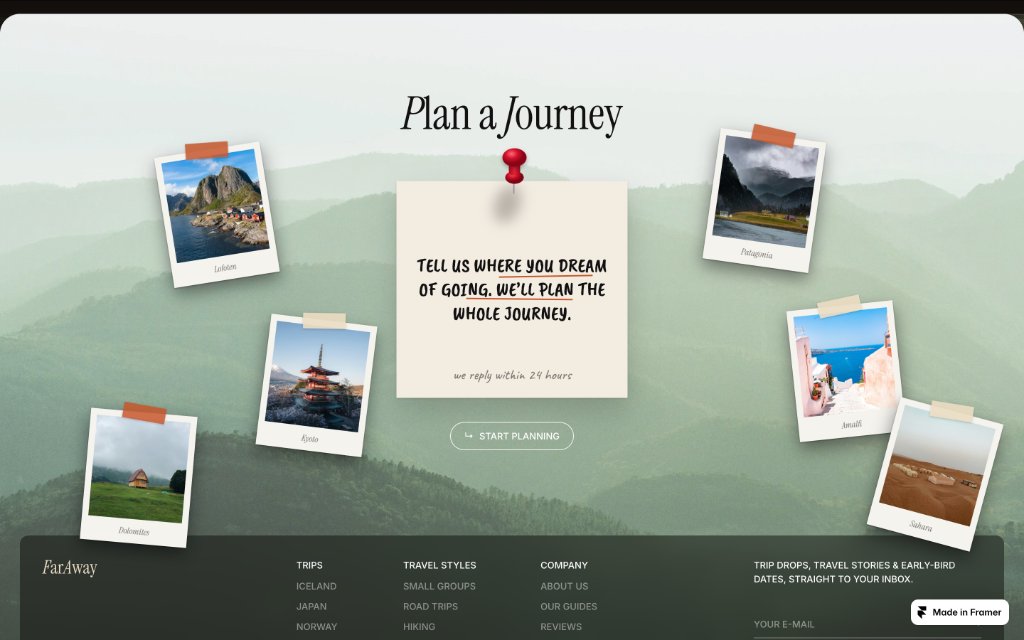 Plan a Journey
Lofoten
Patagonia
TELL US WHERE YOU DREAM
OF GOING. WE'LL PLAN THE
WHOLE JOURNEY.
we reply within 24 hours
Kyoto
Amalfi
START PLANNING
Dolomites
Sahara
FarAway
TRIPS
ICELAND
JAPAN
NORWAY
TRAVEL STYLES
SMALL GROUPS
ROAD TRIPS
HIKING
COMPANY
ABOUT US
OUR GUIDES
REVIEWS
TRIP DROPS, TRAVEL STORIES & EARLY-BIRD
DATES, STRAIGHT TO YOUR INBOX.
YOUR E-MAIL
Made in Framer